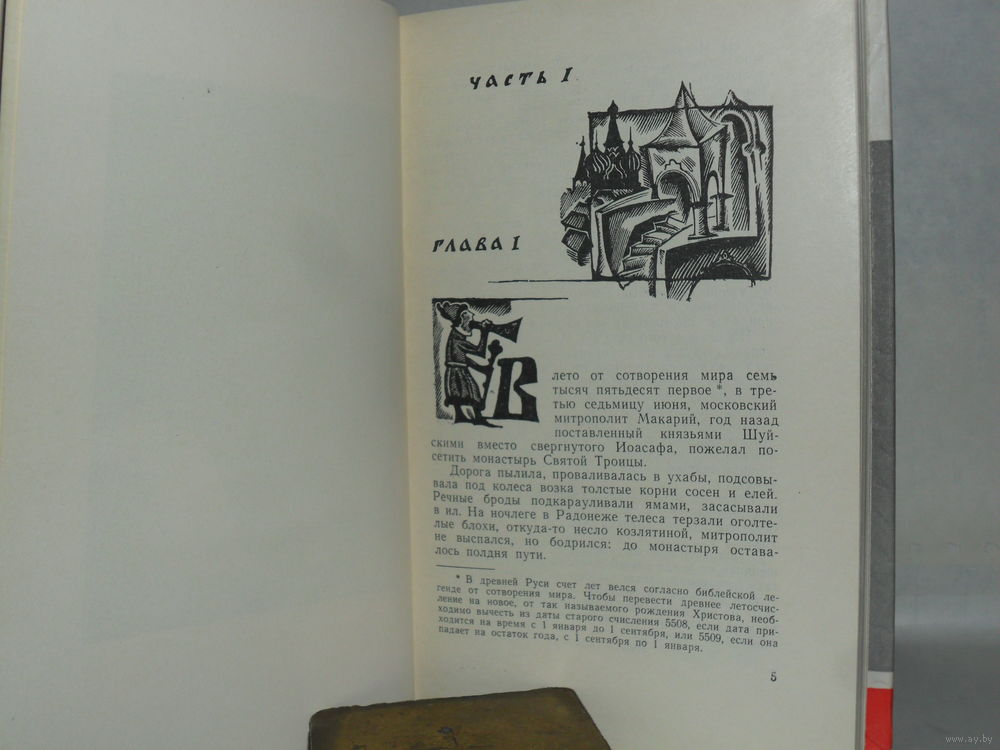 ЧАСТЬ I
ГЛАВА I
В лето от сотворения мира семь
тысяч пятьдесят первое *, в тре-
тью седьмицу июня, московский
митрополит Макарий, год назад
поставленный князьями Шуй-
скими вместо свергнутого Иоасафа, пожелал по-
сетить монастырь Святой Троицы.
Дорога пылила, проваливалась в ухабы, подсовы-
вала под колеса возка толстые корни сосен и елей.
Речные броды подкарауливали ямами, засасывали
в ил. На ночлеге в Радонеже телеса терзали оголте-
лые блохи, откуда-то несло козлятиной, митрополит
не выспался, но бодрился: до монастыря остава-
лось полдня пути.
* В древней Руси счет лет велся согласно библейской ле-
генде от сотворения мира. Чтобы перевести древнее летосчис-
ление на новое, от так называемого рождения Христова, необ-
ходимо вычесть из даты старого счисления 5508, если дата при-
ходится на время с 1 января до 1 сентября, или 5509, если она
падает на остаток года, с 1 сентября по 1 января.
5
www.ay.by